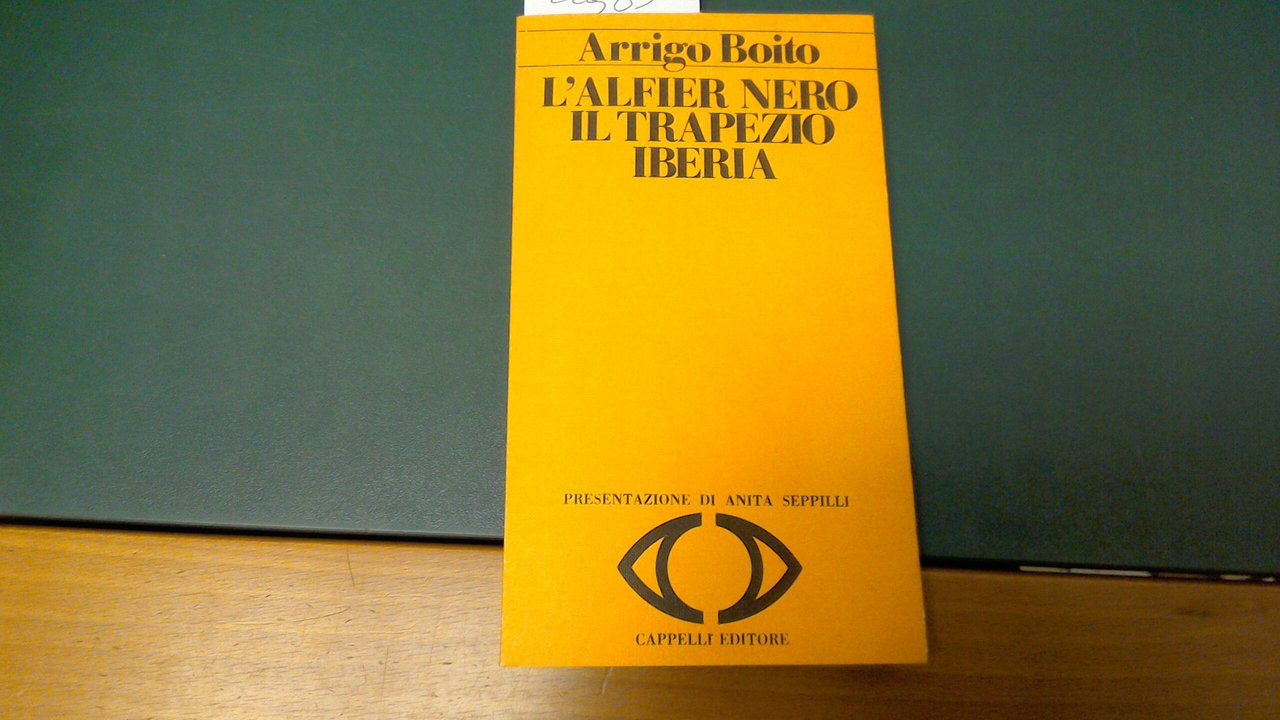 Arrigo Boito
L'ALFIER NERO
IL TRAPEZIO
IBERIA
PRESENTAZIONE DI ANITA SEPPILLI
CAPPELLI EDITORE